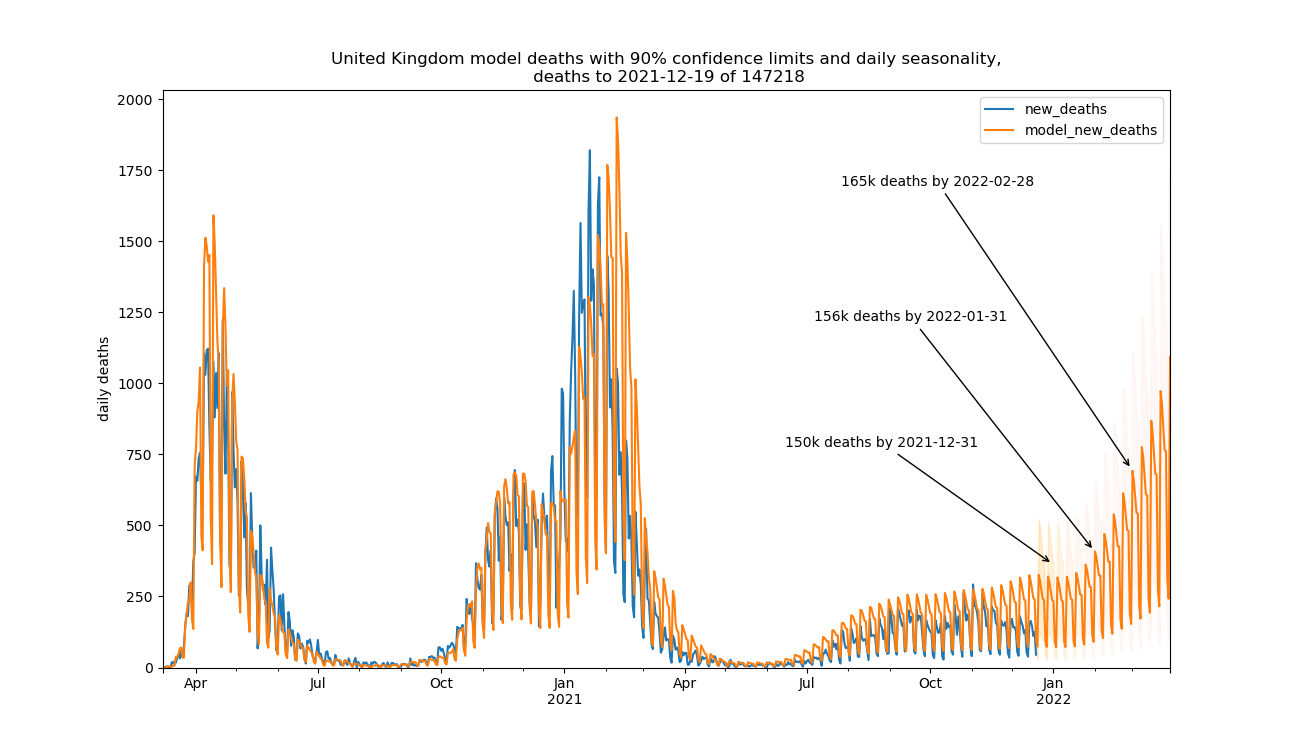 United Kingdom model deaths with 90% confidence limits and daily seasonality,
deaths to 2021-12-19 of 147218
new_deaths
model_new_deaths
daily deaths
2000
1750
1500
1250
1000
750
500
250
0
165k deaths by 2022-02-28
156k deaths by 2022-01-31
150k deaths by 2021-12-31
Apr
Jul
Oct
Jan
2021
Apr
Jul
Oct
Jan
2022